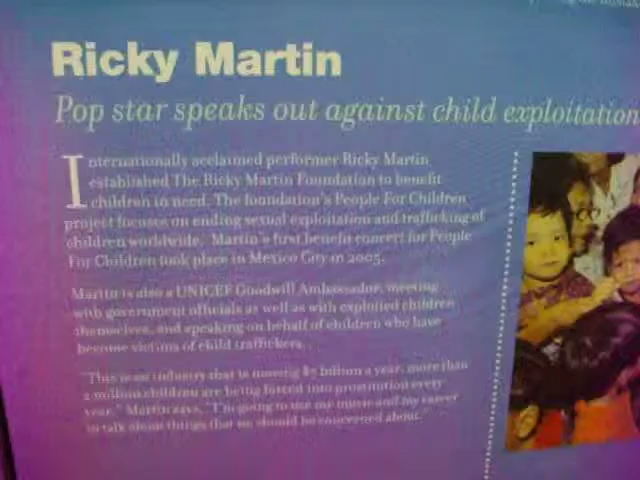 Ricky Martin
Pop star speaks out against child exploitation
Internationally acclaimed performer Ricky Martin
established The Ricky Martin Foundation to benefit
children in need. The foundation's People For Children
project focuses on ending sexual exploitation and trafficking of
children worldwide. Martin's first benefit concert for People
For Children took place in Mexico City in 2005.
Martin is also a UNICEF Goodwill Ambassador, meeting
with government officials as well as with exploited children
themselves, and speaking on behalf of children who have
become victims of child traffickers.
"This is an industry that is moving $7 billion a year, more than
a million children are being forced into prostitution every
year," Martin says. "I'm going to use my music and my career
to talk about things that we should be concerned about."